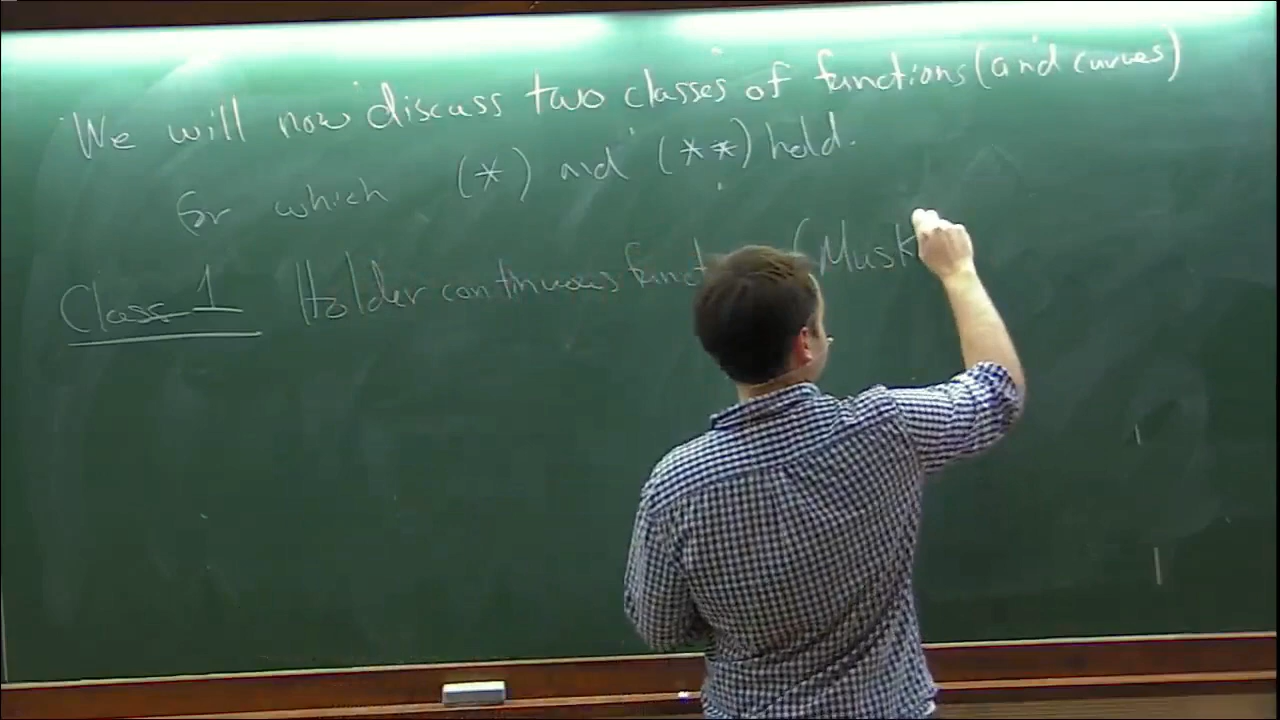 We will now discuss two classes of functions (and curves)
for which (*) and (**) hold.
Class 1 Holder continuous funct (Musk